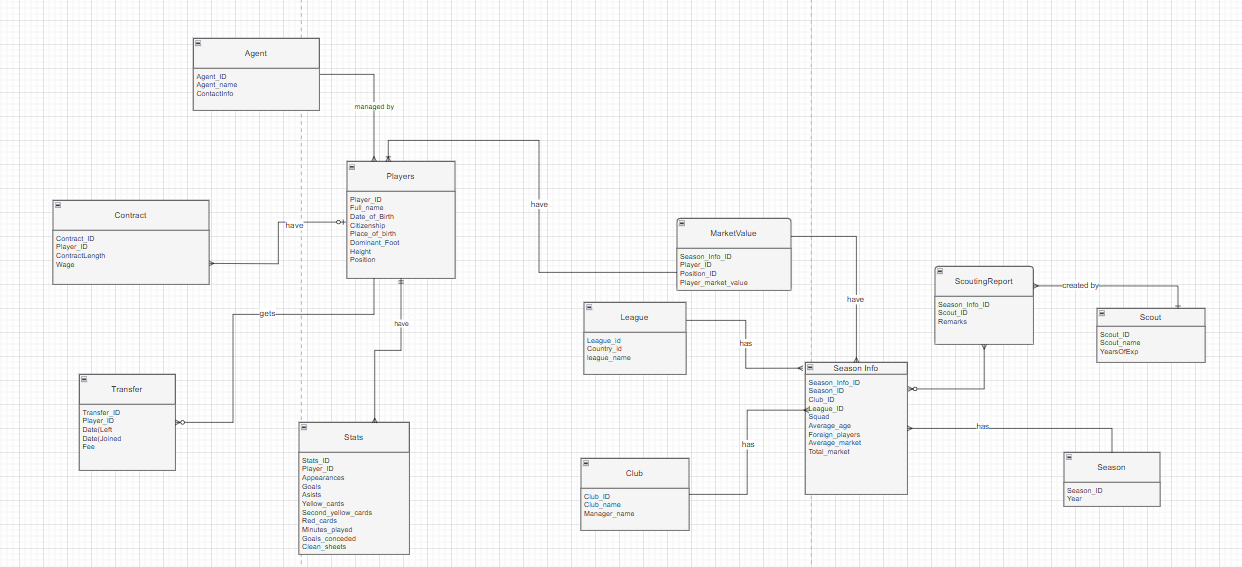 Agent
Agent_ID
Agent_name
ContactInfo
managed by
Players
Player_ID
Full_name
Date_of_Birth
Citizenship
Place_of_birth
Dominant_Foot
Height
Position
Contract
Contract_ID
Player_ID
ContractLength
Wage
have
have
MarketValue
Season_Info_ID
Player_ID
Position_ID
Player_market_value
have
ScoutingReport
Season_Info_ID
Scout_ID
Remarks
created by
Scout
Scout_ID
Scout_name
YearsOfExp
League
League_id
Country_id
league_name
has
gets
have
Season Info
Season_Info_ID
Season_ID
Club_ID
League_ID
Squad
Average_age
Foreign_players
Average_market
Total_market
Transfer
Transfer_ID
Player_ID
Date(Left
Date(Joined
Fee
Stats
Stats_ID
Player_ID
Appearances
Goals
Asists
Yellow_cards
Second_yellow_cards
Red_cards
Minutes_played
Goals_conceded
Clean_sheets
Club
Club_ID
Club_name
Manager_name
has
has
Season
Season_ID
Year